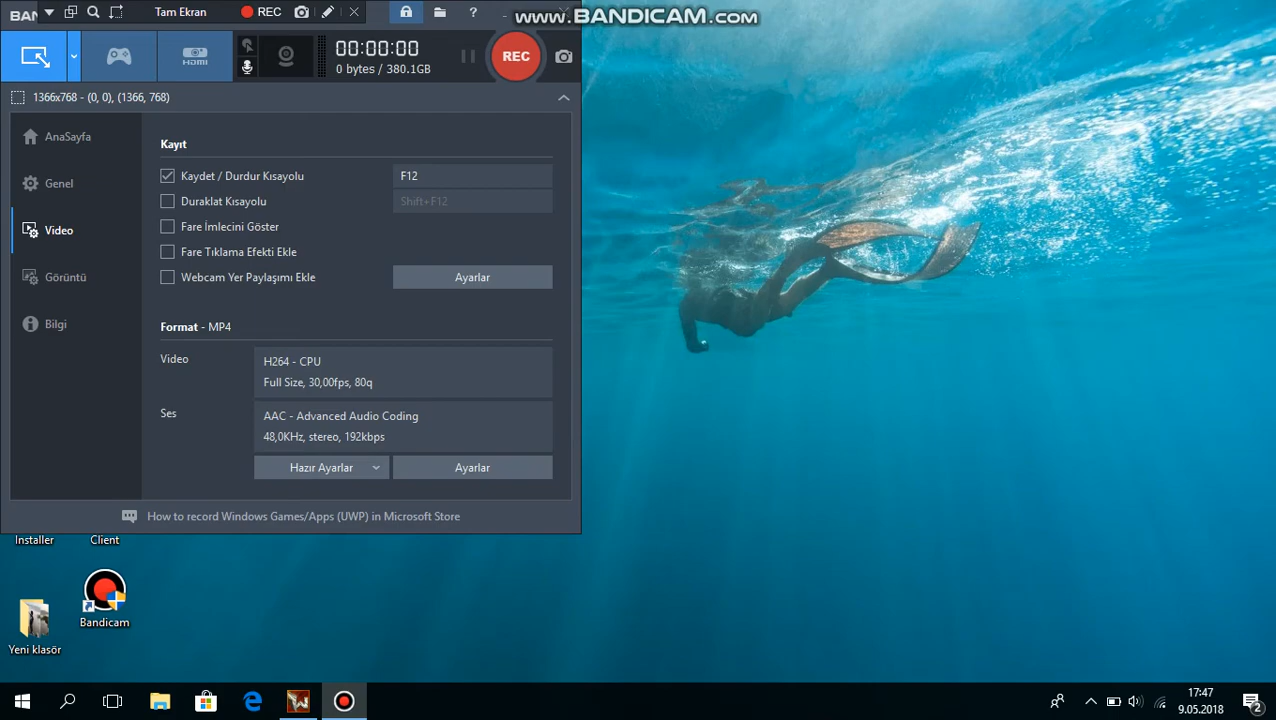 BAN
Tam Ekran
REC
?
www.BANDICAM.com
HDMI
00:00:00
0 bytes / 380.1GB
REC
1366x768 - (0, 0), (1366, 768)
AnaSayfa
Genel
Video
Görüntü
Bilgi
Kayıt
Kaydet / Durdur Kısayolu
F12
Duraklat Kısayolu
Shift+F12
Fare İmlecini Göster
Fare Tıklama Efekti Ekle
Webcam Yer Paylaşımı Ekle
Ayarlar
Format - MP4
Video
H264 - CPU
Full Size, 30,00fps, 80q
Ses
AAC - Advanced Audio Coding
48,0KHz, stereo, 192kbps
Hazır Ayarlar
Ayarlar
How to record Windows Games/Apps (UWP) in Microsoft Store
Installer
Client
Bandicam
Yeni klasör
17:47
9.05.2018
2